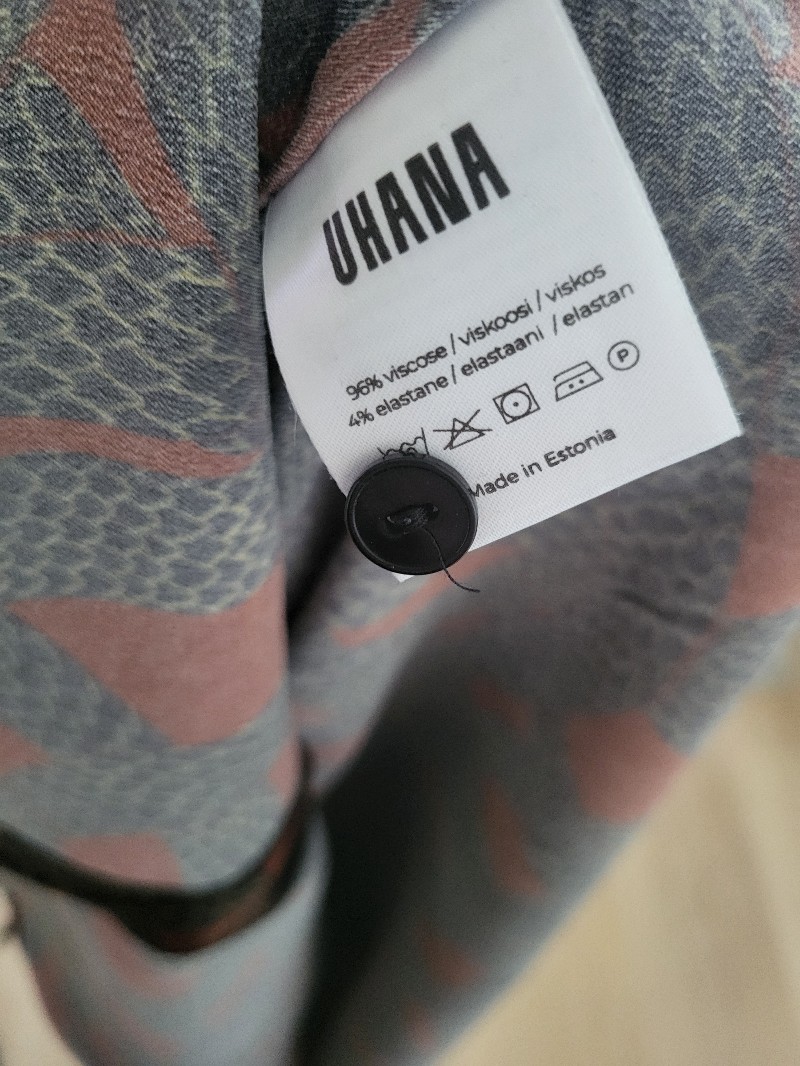 UHANA
96% viscose / viskoosi / viskos
4% elastane / elastaani / elastan
P
Made in Estonia